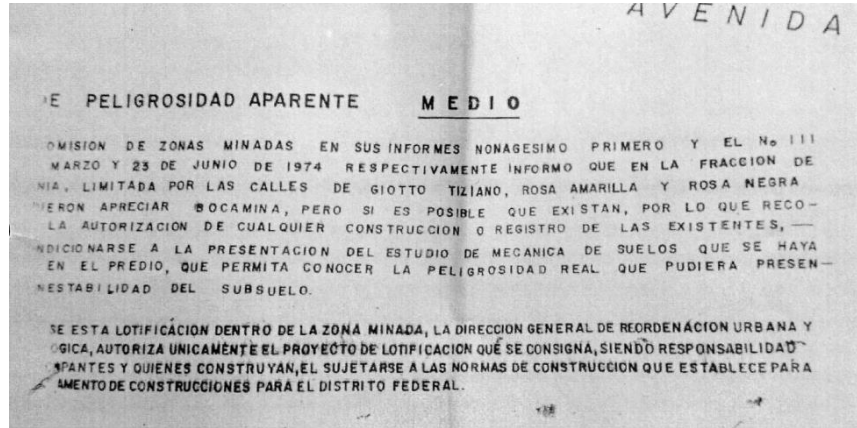 AVENIDA
E PELIGROSIDAD APARENTE MEDIO
OMISION DE ZONAS MINADAS EN SUS INFORMES NONAGESIMO PRIMERO Y EL No III
MARZO Y 23 DE JUNIO DE 1974 RESPECTIVAMENTE INFORMO QUE EN LA FRACCION DE
NIA, LIMITADA POR LAS CALLES DE GIOTTO TIZIANO, ROSA AMARILLA Y ROSA NEGRA
IERON APRECIAR BOCAMINA, PERO SI ES POSIBLE QUE EXISTAN, POR LO QUE RECO-
LA AUTORIZACION DE CUALQUIER CONSTRUCCION O REGISTRO DE LAS EXISTENTES,—
NDICIONARSE A LA PRESENTACION DEL ESTUDIO DE MECANICA DE SUELOS QUE SE HAYA
EN EL PREDIO, QUE PERMITA CONOCER LA PELIGROSIDAD REAL QUE PUDIERA PRESEN—
NESTABILIDAD DEL SUBSUELO.
SE ESTA LOTIFICACION DENTRO DE LA ZONA MINADA, LA DIRECCION GENERAL DE REORDENACION URBANA Y
GICA, AUTORIZA UNICAMENTE EL PROYECTO DE LOTIFICACION QUE SE CONSIGNA, SIENDO RESPONSABILIDAD
PANTES Y QUIENES CONSTRUYAN, EL SUJETARSE A LAS NORMAS DE CONSTRUCCION QUE ESTABLECE PARA
AMENTO DE CONSTRUCCIONES PARA EL DISTRITO FEDERAL.